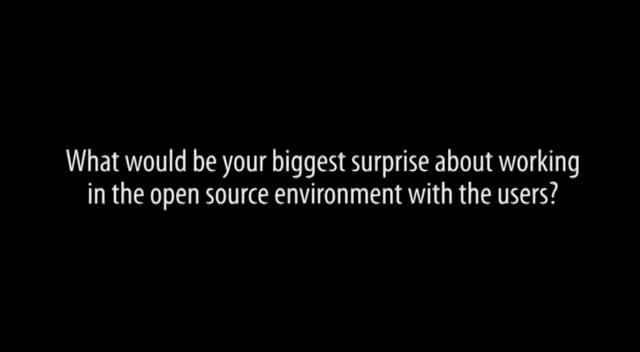 What would be your biggest surprise about working
in the open source environment with the users?